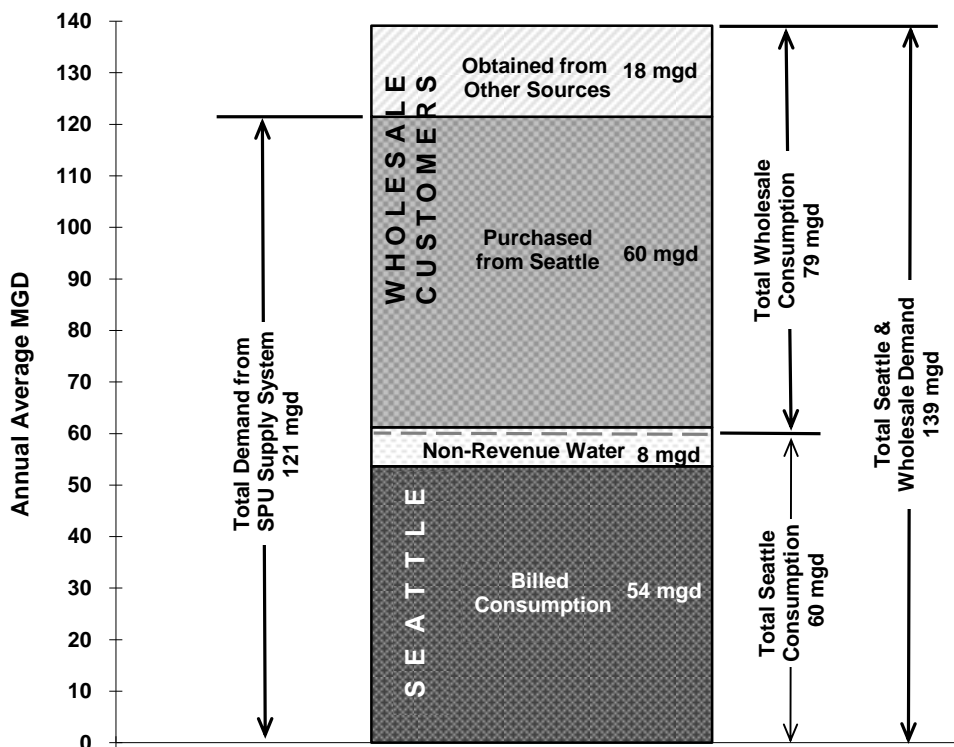 Annual Average MGD
140
130
120
110
100
90
80
70
60
50
40
30
20
10
0
Total Demand from
SPU Supply System
121 mgd
WHOLESALE
CUSTOMERS
Obtained from
Other Sources
18 mgd
Purchased
from Seattle
60 mgd
Non-Revenue Water
8 mgd
SEATTLE
Billed
Consumption
54 mgd
Total Wholesale
Consumption
79 mgd
Total Seattle
Consumption
60 mgd
Total Seattle &
Wholesale Demand
139 mgd